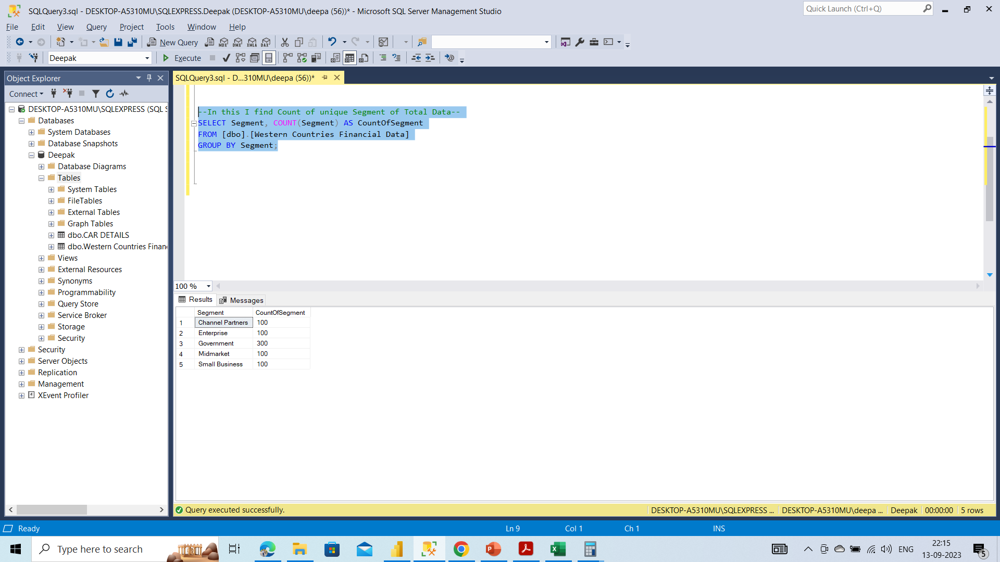 SQLQuery3.sql - DESKTOP-A5310MU\SQLEXPRESS.Deepak (DESKTOP-A5310MU\deepa (56))* - Microsoft SQL Server Management Studio
Quick Launch (Ctrl+Q)
File Edit View Query Project Tools Window Help
New Query MDX DMX XMLA DAX
Deepak Execute
Object Explorer
SQLQuery3.sql - D...310MU\deepa (56))*
Connect
DESKTOP-A5310MU\SQLEXPRESS (SQL S
Databases
System Databases
Database Snapshots
Deepak
Database Diagrams
Tables
System Tables
FileTables
External Tables
Graph Tables
dbo.CAR DETAILS
dbo.Western Countries Finan
Views
External Resources
Synonyms
Programmability
Query Store
Service Broker
Storage
Security
Security
Server Objects
Replication
Management
XEvent Profiler
--In this I find Count of unique Segment of Total Data--
SELECT Segment, COUNT(Segment) AS CountOfSegment
FROM [dbo].[Western Countries Financial Data]
GROUP BY Segment;
100 %
Results Messages
Segment CountOfSegment
1 Channel Partners 100
2 Enterprise 100
3 Government 300
4 Midmarket 100
5 Small Business 100
Query executed successfully. DESKTOP-A5310MU\SQLEXPRESS ... DESKTOP-A5310MU\deepa ... Deepak 00:00:00 5 rows
Ready Ln 9 Col 1 Ch 1 INS
Type here to search
ENG
22:15
13-09-2023
5